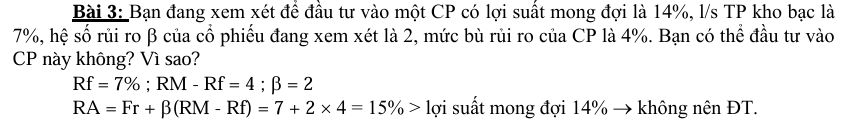 Bài 3: Bạn đang xem xét để đầu tư vào một CP có lợi suất mong đợi là 14%, l/s TP kho bạc là
7%, hệ số rủi ro β của cổ phiếu đang xem xét là 2, mức bù rủi ro của CP là 4%. Bạn có thể đầu tư vào
CP này không? Vì sao?
Rf = 7% ; RM - Rf = 4 ; β = 2
RA = Fr + β(RM - Rf) = 7 + 2 × 4 = 15% > lợi suất mong đợi 14% → không nên ĐT.